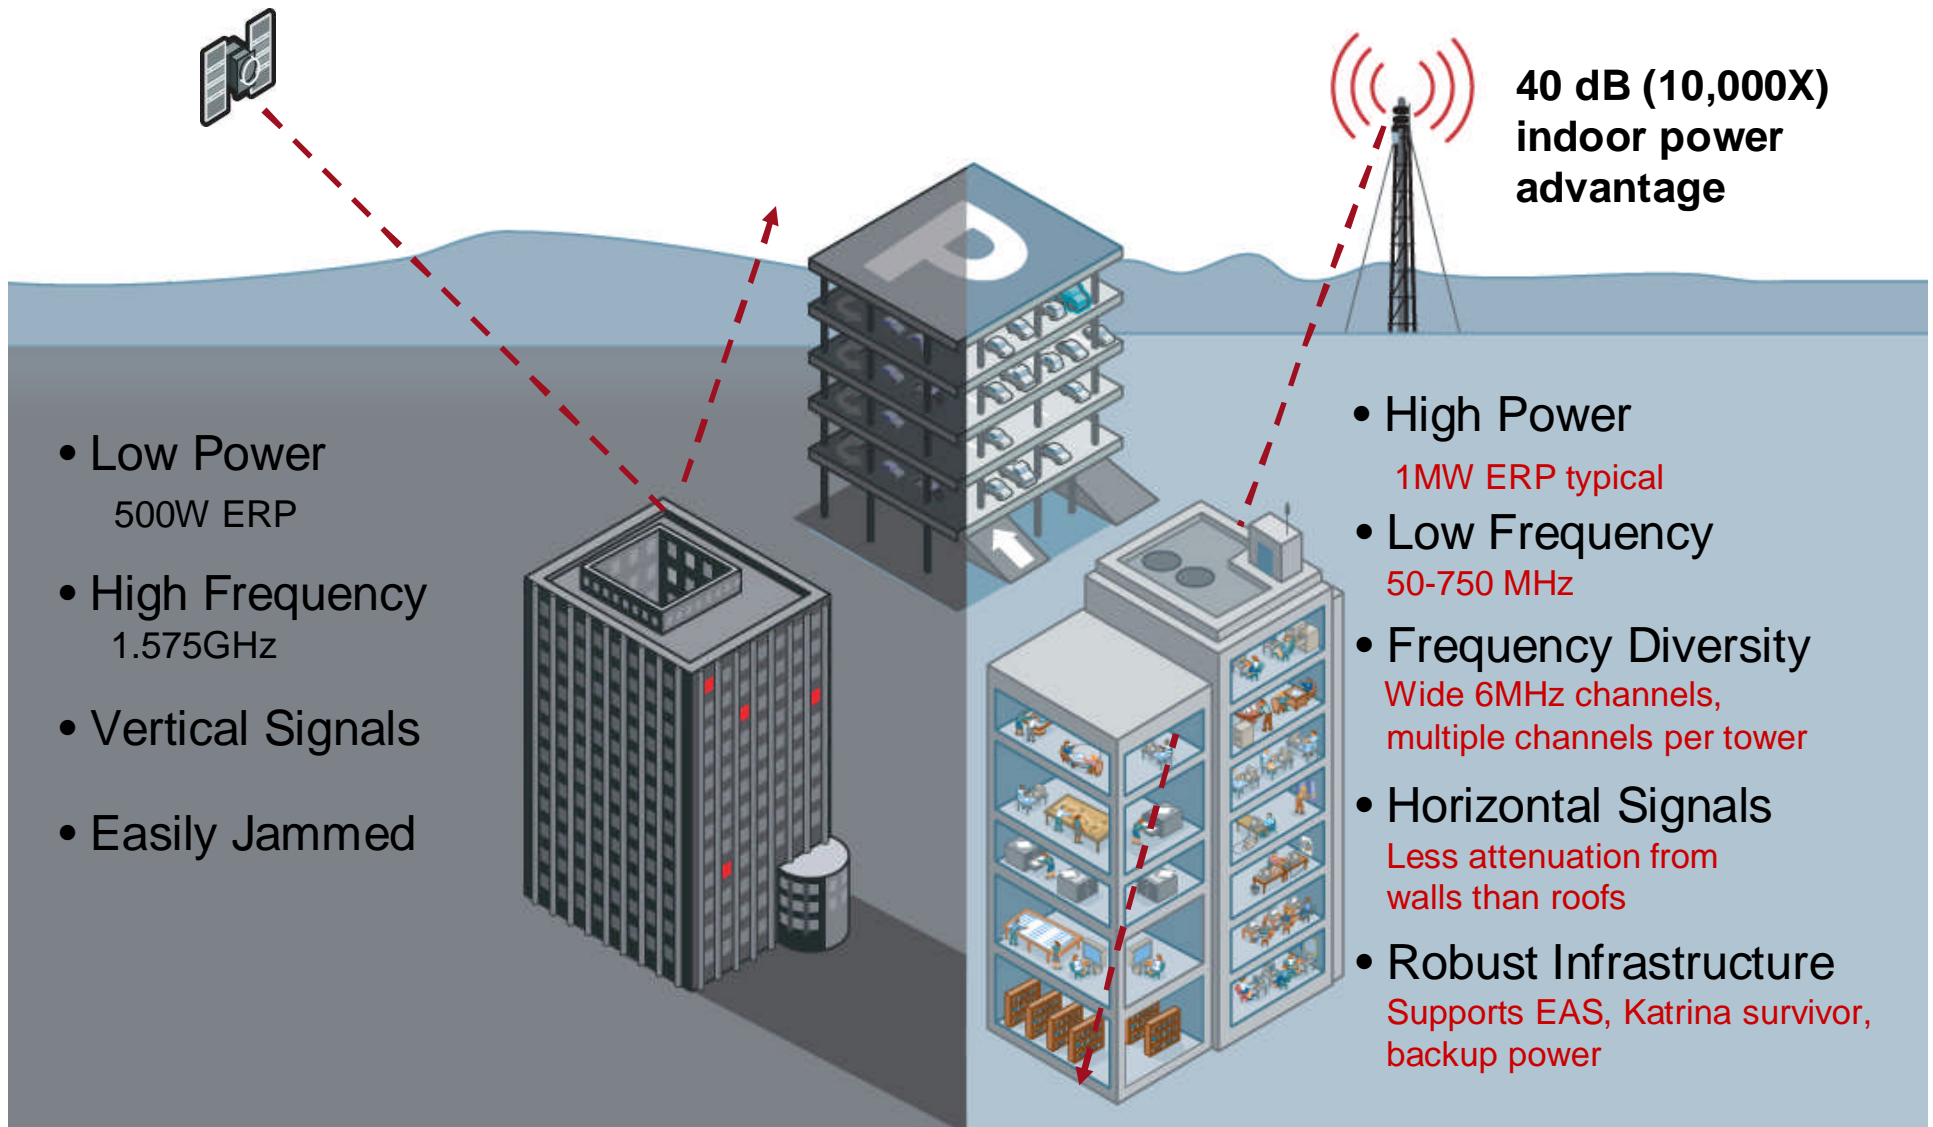 40 dB (10,000X)
indoor power
advantage
P
• Low Power
500W ERP
• High Frequency
1.575GHz
• Vertical Signals
• Easily Jammed
• High Power
1MW ERP typical
• Low Frequency
50-750 MHz
• Frequency Diversity
Wide 6MHz channels,
multiple channels per tower
• Horizontal Signals
Less attenuation from
walls than roofs
• Robust Infrastructure
Supports EAS, Katrina survivor,
backup power